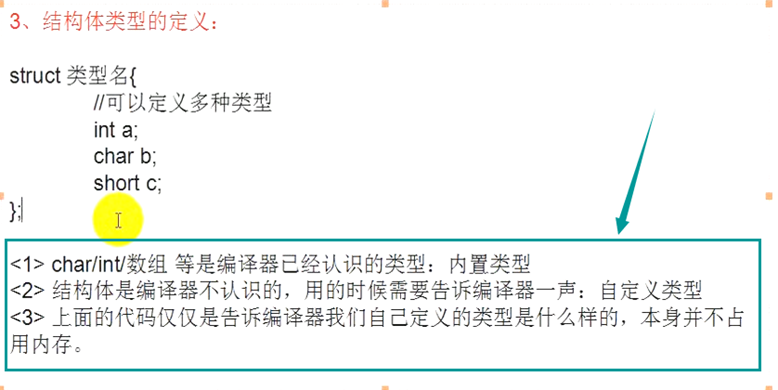 3、结构体类型的定义：
struct 类型名{
//可以定义多种类型
int a;
char b;
short c;
};
<1> char/int/数组 等是编译器已经认识的类型：内置类型
<2> 结构体是编译器不认识的，用的时候需要告诉编译器一声：自定义类型
<3> 上面的代码仅仅是告诉编译器我们自己定义的类型是什么样的，本身并不占
用内存。